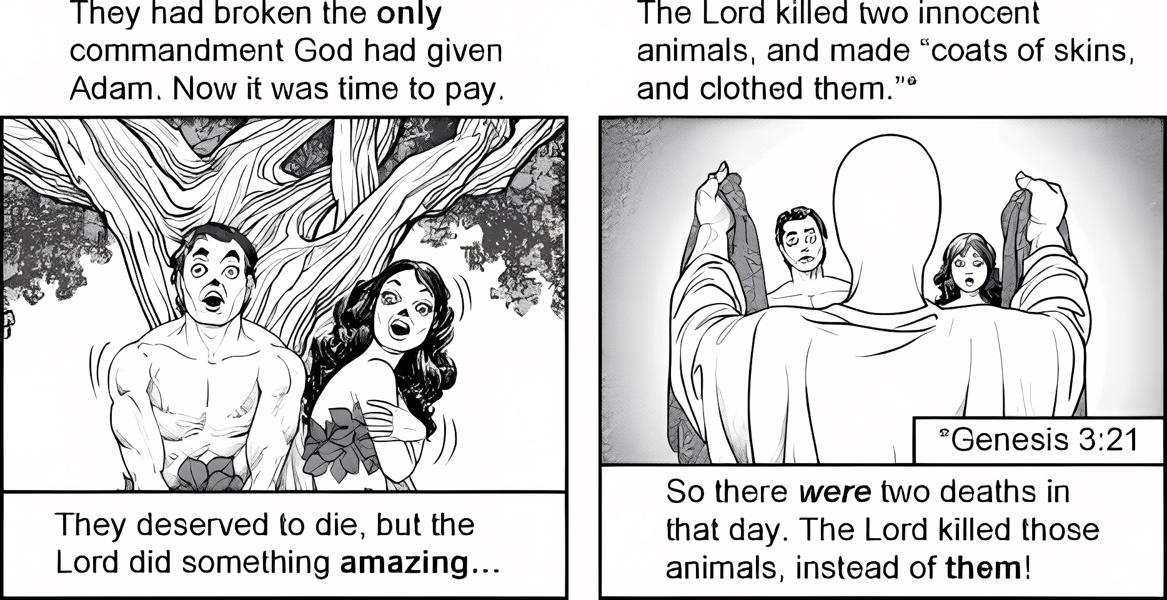 They had broken the only
commandment God had given
Adam. Now it was time to pay.
They deserved to die, but the
Lord did something amazing...
The Lord killed two innocent
animals, and made “coats of skins,
and clothed them.”
Genesis 3:21
So there were two deaths in
that day. The Lord killed those
animals, instead of them!